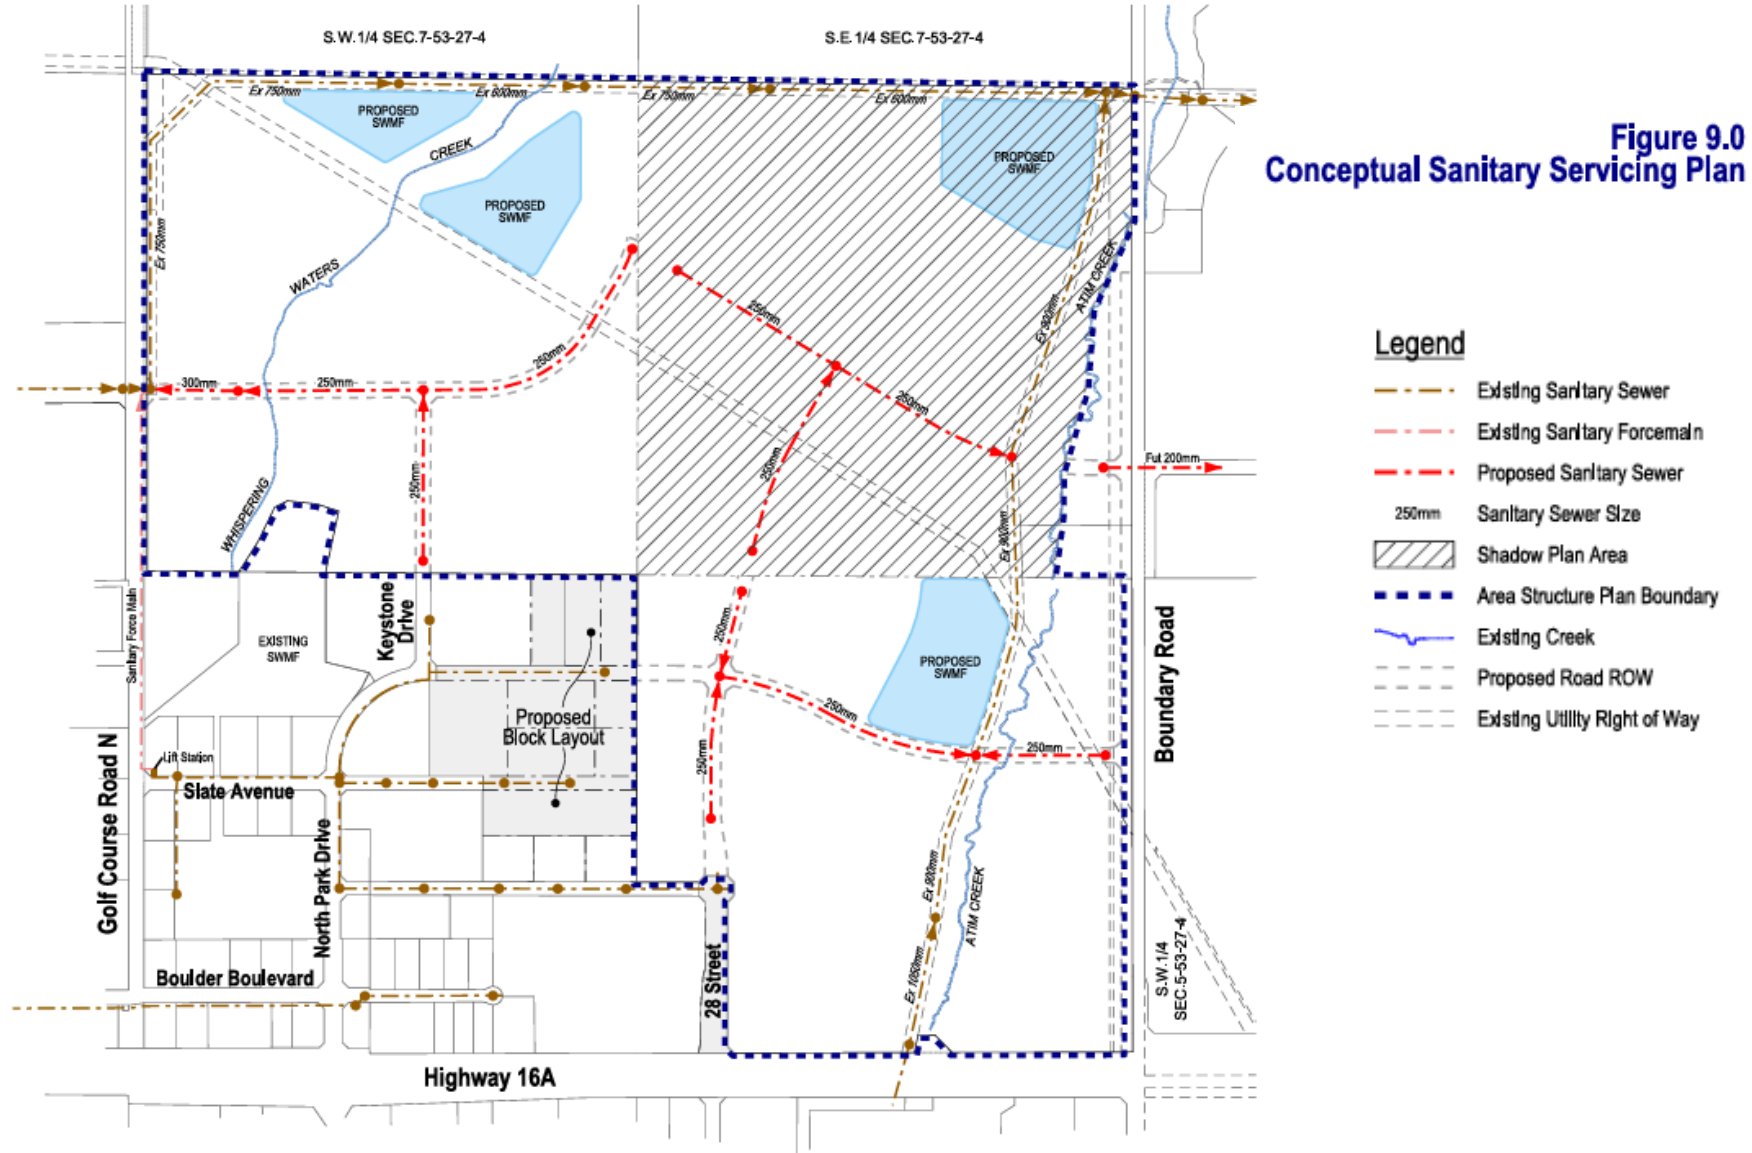 S.W.1/4 SEC.7-53-27-4
S.E.1/4 SEC.7-53-27-4
Figure 9.0
Conceptual Sanitary Servicing Plan
Ex 750mm
Ex 600mm
Ex 750mm
Ex 600mm
PROPOSED
SWMF
CREEK
PROPOSED
SWMF
PROPOSED
SWMF
Ex 750mm
WATERS
ATIM CREEK
Ex 900mm
250mm
250mm
300mm
250mm
250mm
250mm
250mm
WHISPERING
Ex 900mm
Fut 200mm
Legend
Existing Sanitary Sewer
Existing Sanitary Forcemain
Proposed Sanitary Sewer
250mm
Sanitary Sewer Size
Shadow Plan Area
Area Structure Plan Boundary
Existing Creek
Proposed Road ROW
Existing Utility Right of Way
Sanitary Force Main
EXISTING
SWMF
Keystone
Drive
250mm
PROPOSED
SWMF
Boundary Road
Proposed
Block Layout
250mm
250mm
250mm
Lift Station
Slate Avenue
Golf Course Road N
North Park Drive
Ex 900mm
ATIM CREEK
Ex 1050mm
28 Street
Boulder Boulevard
S.W.1/4
SEC.5-53-27-4
Highway 16A